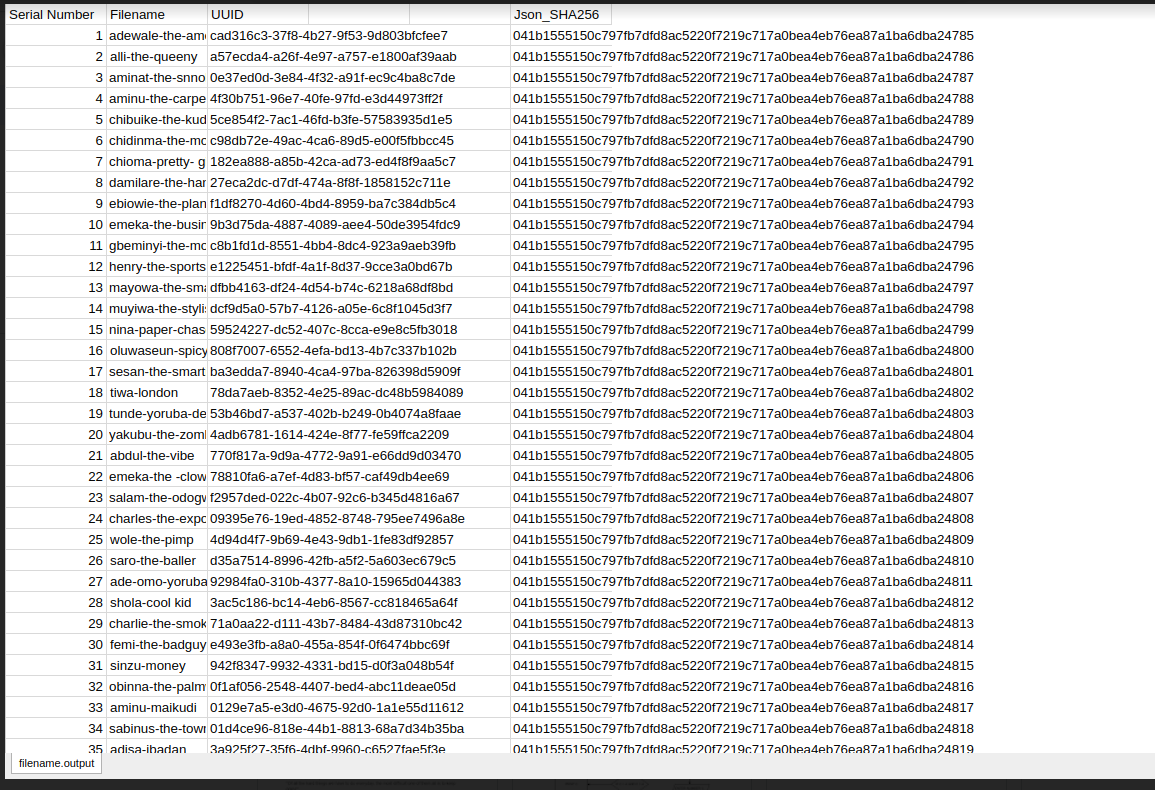 Serial Number Filename UUID Json_SHA256
1 adewale-the-am cad316c3-37f8-4b27-9f53-9d803bfcfee7 041b1555150c797fb7dfd8ac5220f7219c717a0bea4eb76ea87a1ba6dba24785
2 alli-the-queeny a57ecda4-a26f-4e97-a757-e1800af39aab 041b1555150c797fb7dfd8ac5220f7219c717a0bea4eb76ea87a1ba6dba24786
3 aminat-the-snno 0e37ed0d-3e84-4f32-a91f-ec9c4ba8c7de 041b1555150c797fb7dfd8ac5220f7219c717a0bea4eb76ea87a1ba6dba24787
4 aminu-the-carpe 4f30b751-96e7-40fe-97fd-e3d44973ff2f 041b1555150c797fb7dfd8ac5220f7219c717a0bea4eb76ea87a1ba6dba24788
5 chibuike-the-kud 5ce854f2-7ac1-46fd-b3fe-57583935d1e5 041b1555150c797fb7dfd8ac5220f7219c717a0bea4eb76ea87a1ba6dba24789
6 chidinma-the-mc c98db72e-49ac-4ca6-89d5-e00f5fbbcc45 041b1555150c797fb7dfd8ac5220f7219c717a0bea4eb76ea87a1ba6dba24790
7 chioma-pretty- g 182ea888-a85b-42ca-ad73-ed4f8f9aa5c7 041b1555150c797fb7dfd8ac5220f7219c717a0bea4eb76ea87a1ba6dba24791
8 damilare-the-har 27eca2dc-d7df-474a-8f8f-1858152c711e 041b1555150c797fb7dfd8ac5220f7219c717a0bea4eb76ea87a1ba6dba24792
9 ebiowie-the-plan f1df8270-4d60-4bd4-8959-ba7c384db5c4 041b1555150c797fb7dfd8ac5220f7219c717a0bea4eb76ea87a1ba6dba24793
10 emeka-the-busir 9b3d75da-4887-4089-aee4-50de3954fdc9 041b1555150c797fb7dfd8ac5220f7219c717a0bea4eb76ea87a1ba6dba24794
11 gbeminyi-the-mc c8b1fd1d-8551-4bb4-8dc4-923a9aeb39fb 041b1555150c797fb7dfd8ac5220f7219c717a0bea4eb76ea87a1ba6dba24795
12 henry-the-sports e1225451-bfdf-4a1f-8d37-9cce3a0bd67b 041b1555150c797fb7dfd8ac5220f7219c717a0bea4eb76ea87a1ba6dba24796
13 mayowa-the-sma dfbb4163-df24-4d54-b74c-6218a68df8bd 041b1555150c797fb7dfd8ac5220f7219c717a0bea4eb76ea87a1ba6dba24797
14 muyiwa-the-styli dcf9d5a0-57b7-4126-a05e-6c8f1045d3f7 041b1555150c797fb7dfd8ac5220f7219c717a0bea4eb76ea87a1ba6dba24798
15 nina-paper-chas 59524227-dc52-407c-8cca-e9e8c5fb3018 041b1555150c797fb7dfd8ac5220f7219c717a0bea4eb76ea87a1ba6dba24799
16 oluwaseun-spicy 808f7007-6552-4efa-bd13-4b7c337b102b 041b1555150c797fb7dfd8ac5220f7219c717a0bea4eb76ea87a1ba6dba24800
17 sesan-the-smart ba3edda7-8940-4ca4-97ba-826398d5909f 041b1555150c797fb7dfd8ac5220f7219c717a0bea4eb76ea87a1ba6dba24801
18 tiwa-london 78da7aeb-8352-4e25-89ac-dc48b5984089 041b1555150c797fb7dfd8ac5220f7219c717a0bea4eb76ea87a1ba6dba24802
19 tunde-yoruba-de 53b46bd7-a537-402b-b249-0b4074a8faae 041b1555150c797fb7dfd8ac5220f7219c717a0bea4eb76ea87a1ba6dba24803
20 yakubu-the-zoml 4adb6781-1614-424e-8f77-fe59ffca2209 041b1555150c797fb7dfd8ac5220f7219c717a0bea4eb76ea87a1ba6dba24804
21 abdul-the-vibe 770f817a-9d9a-4772-9a91-e66dd9d03470 041b1555150c797fb7dfd8ac5220f7219c717a0bea4eb76ea87a1ba6dba24805
22 emeka-the -clow 78810fa6-a7ef-4d83-bf57-caf49db4ee69 041b1555150c797fb7dfd8ac5220f7219c717a0bea4eb76ea87a1ba6dba24806
23 salam-the-odogv f2957ded-022c-4b07-92c6-b345d4816a67 041b1555150c797fb7dfd8ac5220f7219c717a0bea4eb76ea87a1ba6dba24807
24 charles-the-expo 09395e76-19ed-4852-8748-795ee7496a8e 041b1555150c797fb7dfd8ac5220f7219c717a0bea4eb76ea87a1ba6dba24808
25 wole-the-pimp 4d94d4f7-9b69-4e43-9db1-1fe83df92857 041b1555150c797fb7dfd8ac5220f7219c717a0bea4eb76ea87a1ba6dba24809
26 saro-the-baller d35a7514-8996-42fb-a5f2-5a603ec679c5 041b1555150c797fb7dfd8ac5220f7219c717a0bea4eb76ea87a1ba6dba24810
27 ade-omo-yoruba 92984fa0-310b-4377-8a10-15965d044383 041b1555150c797fb7dfd8ac5220f7219c717a0bea4eb76ea87a1ba6dba24811
28 shola-cool kid 3ac5c186-bc14-4eb6-8567-cc818465a64f 041b1555150c797fb7dfd8ac5220f7219c717a0bea4eb76ea87a1ba6dba24812
29 charlie-the-smok 71a0aa22-d111-43b7-8484-43d87310bc42 041b1555150c797fb7dfd8ac5220f7219c717a0bea4eb76ea87a1ba6dba24813
30 femi-the-badguy e493e3fb-a8a0-455a-854f-0f6474bbc69f 041b1555150c797fb7dfd8ac5220f7219c717a0bea4eb76ea87a1ba6dba24814
31 sinzu-money 942f8347-9932-4331-bd15-d0f3a048b54f 041b1555150c797fb7dfd8ac5220f7219c717a0bea4eb76ea87a1ba6dba24815
32 obinna-the-palm 0f1af056-2548-4407-bed4-abc11deae05d 041b1555150c797fb7dfd8ac5220f7219c717a0bea4eb76ea87a1ba6dba24816
33 aminu-maikudi 0129e7a5-e3d0-4675-92d0-1a1e55d11612 041b1555150c797fb7dfd8ac5220f7219c717a0bea4eb76ea87a1ba6dba24817
34 sabinus-the-towr 01d4ce96-818e-44b1-8813-68a7d34b35ba 041b1555150c797fb7dfd8ac5220f7219c717a0bea4eb76ea87a1ba6dba24818
35 adisa-ibadan 3a925f27-35f6-4dbf-9960-c6527fae5f3e 041b1555150c797fb7dfd8ac5220f7219c717a0bea4eb76ea87a1ba6dba24819
filename.output